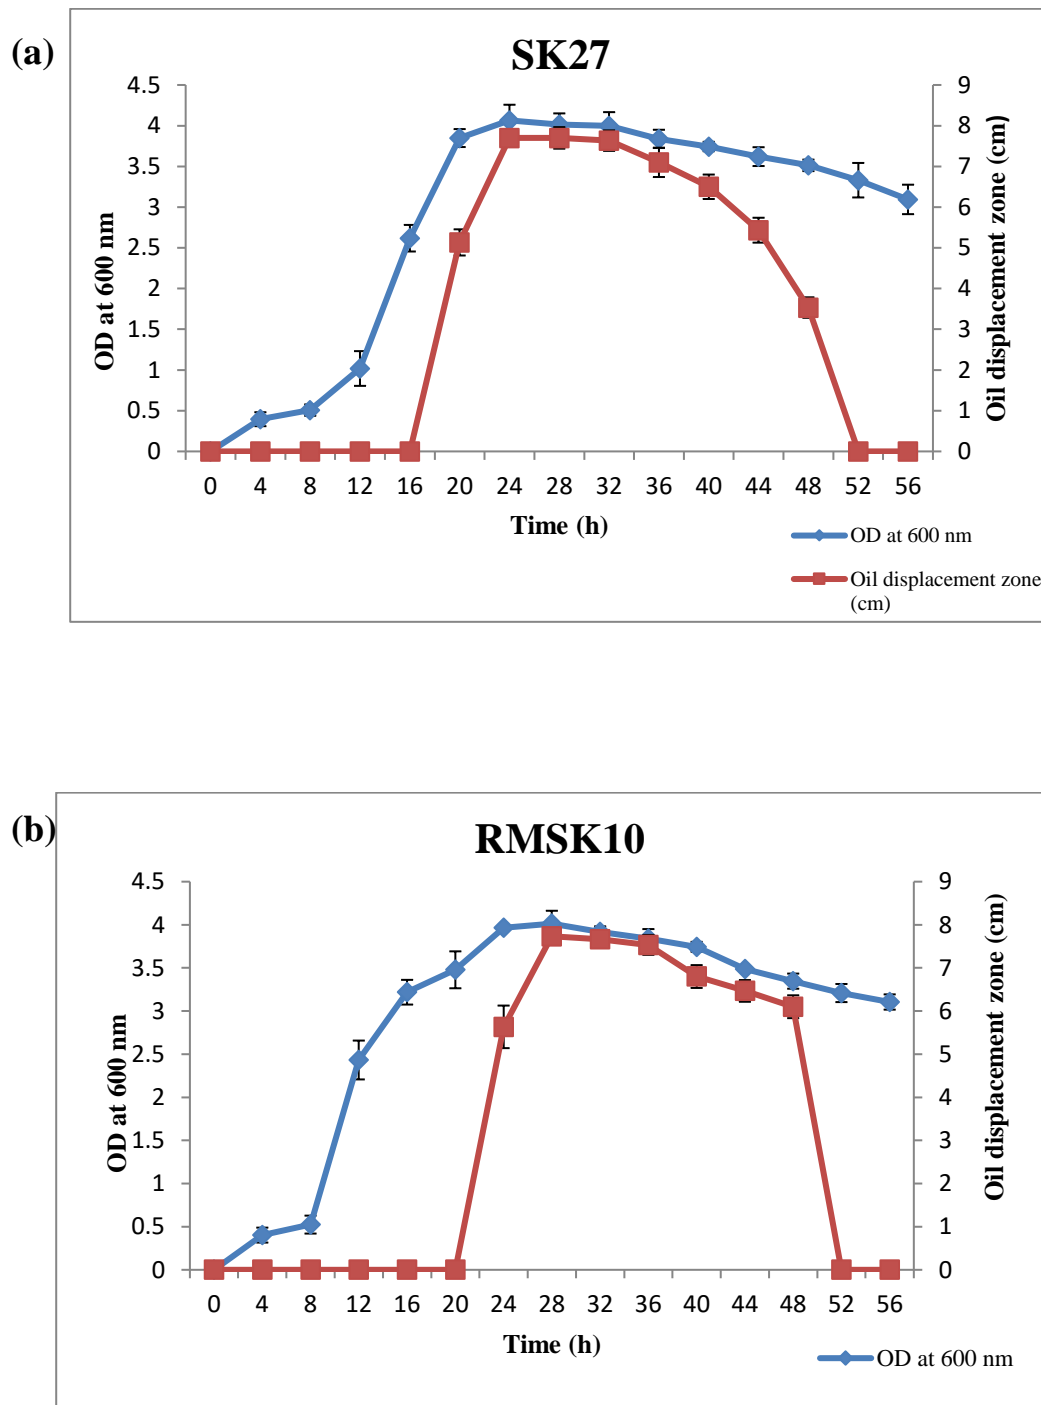 (a)
SK27
4.5
4
3.5
3
2.5
2
1.5
1
0.5
0
OD at 600 nm
9
8
7
6
5
4
3
2
1
0
Oil displacement zone (cm)
0 4 8 12 16 20 24 28 32 36 40 44 48 52 56
Time (h)
OD at 600 nm
Oil displacement zone
(cm)
(b)
RMSK10
4.5
4
3.5
3
2.5
2
1.5
1
0.5
0
OD at 600 nm
9
8
7
6
5
4
3
2
1
0
Oil displacement zone (cm)
0 4 8 12 16 20 24 28 32 36 40 44 48 52 56
Time (h)
OD at 600 nm